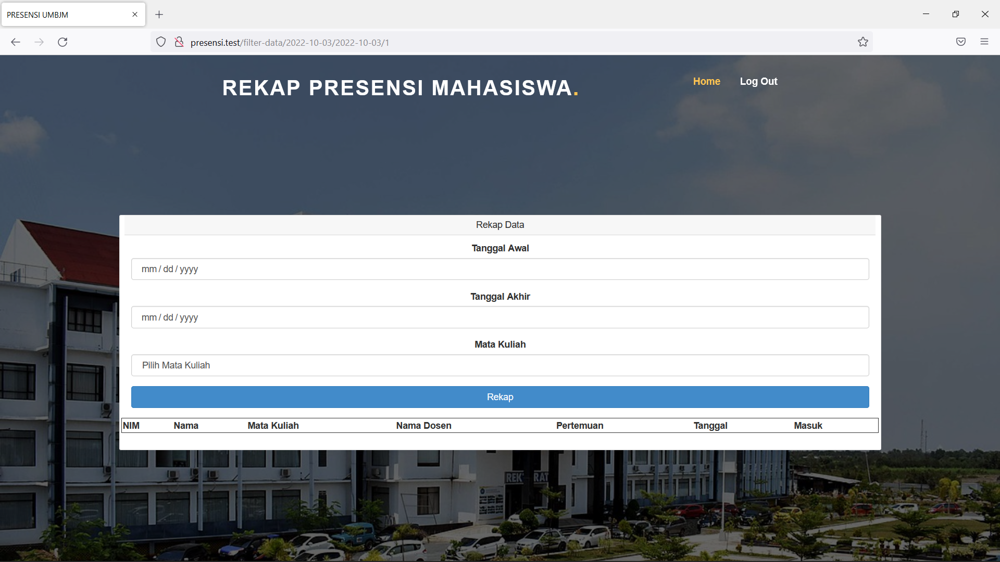 PRESENSI UMBJM
presensi.test/filter-data/2022-10-03/2022-10-03/1
REKAP PRESENSI MAHASISWA.
Home Log Out
Rekap Data
Tanggal Awal
mm / dd / yyyy
Tanggal Akhir
mm / dd / yyyy
Mata Kuliah
Pilih Mata Kuliah
Rekap
NIM Nama Mata Kuliah Nama Dosen Pertemuan Tanggal Masuk